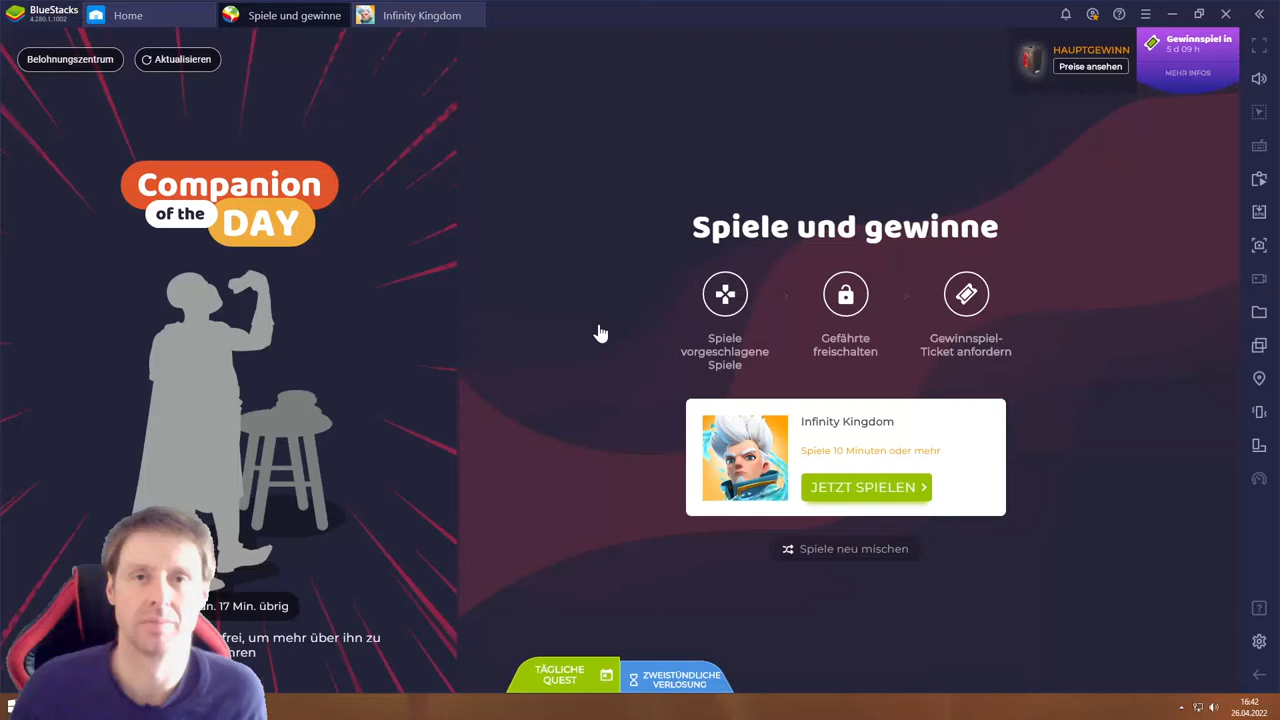 BlueStacks
4.280.1.1002
Home
Spiele und gewinne
Infinity Kingdom
Belohnungszentrum
Aktualisieren
HAUPTGEWINN
Preise ansehen
Gewinnspiel in
5 d 09 h
MEHR INFOS
Companion
of the
DAY
Spiele und gewinne
Spiele
vorgeschlagene
Spiele
Gefährte
freischalten
Gewinnspiel-
Ticket anfordern
Infinity Kingdom
Spiele 10 Minuten oder mehr
JETZT SPIELEN
Spiele neu mischen
17 Min. übrig
frei, um mehr über ihn zu
TÄGLICHE
QUEST
ZWEISTÜNDLICHE
VERLOSUNG
16:42
26.04.2022